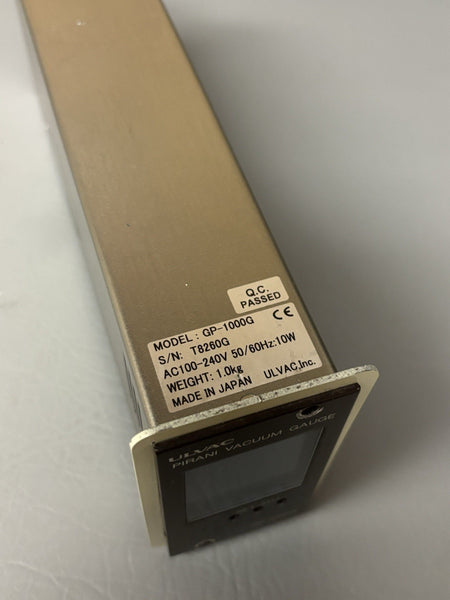 Q.C.
PASSED
MODEL : GP-1000G CE
S/N: T8260G
AC100-240V 50/60Hz:10W
WEIGHT: 1.0kg
MADE IN JAPAN ULVAC,Inc.
ULVAC
PIRANI VACUUM GAUGE